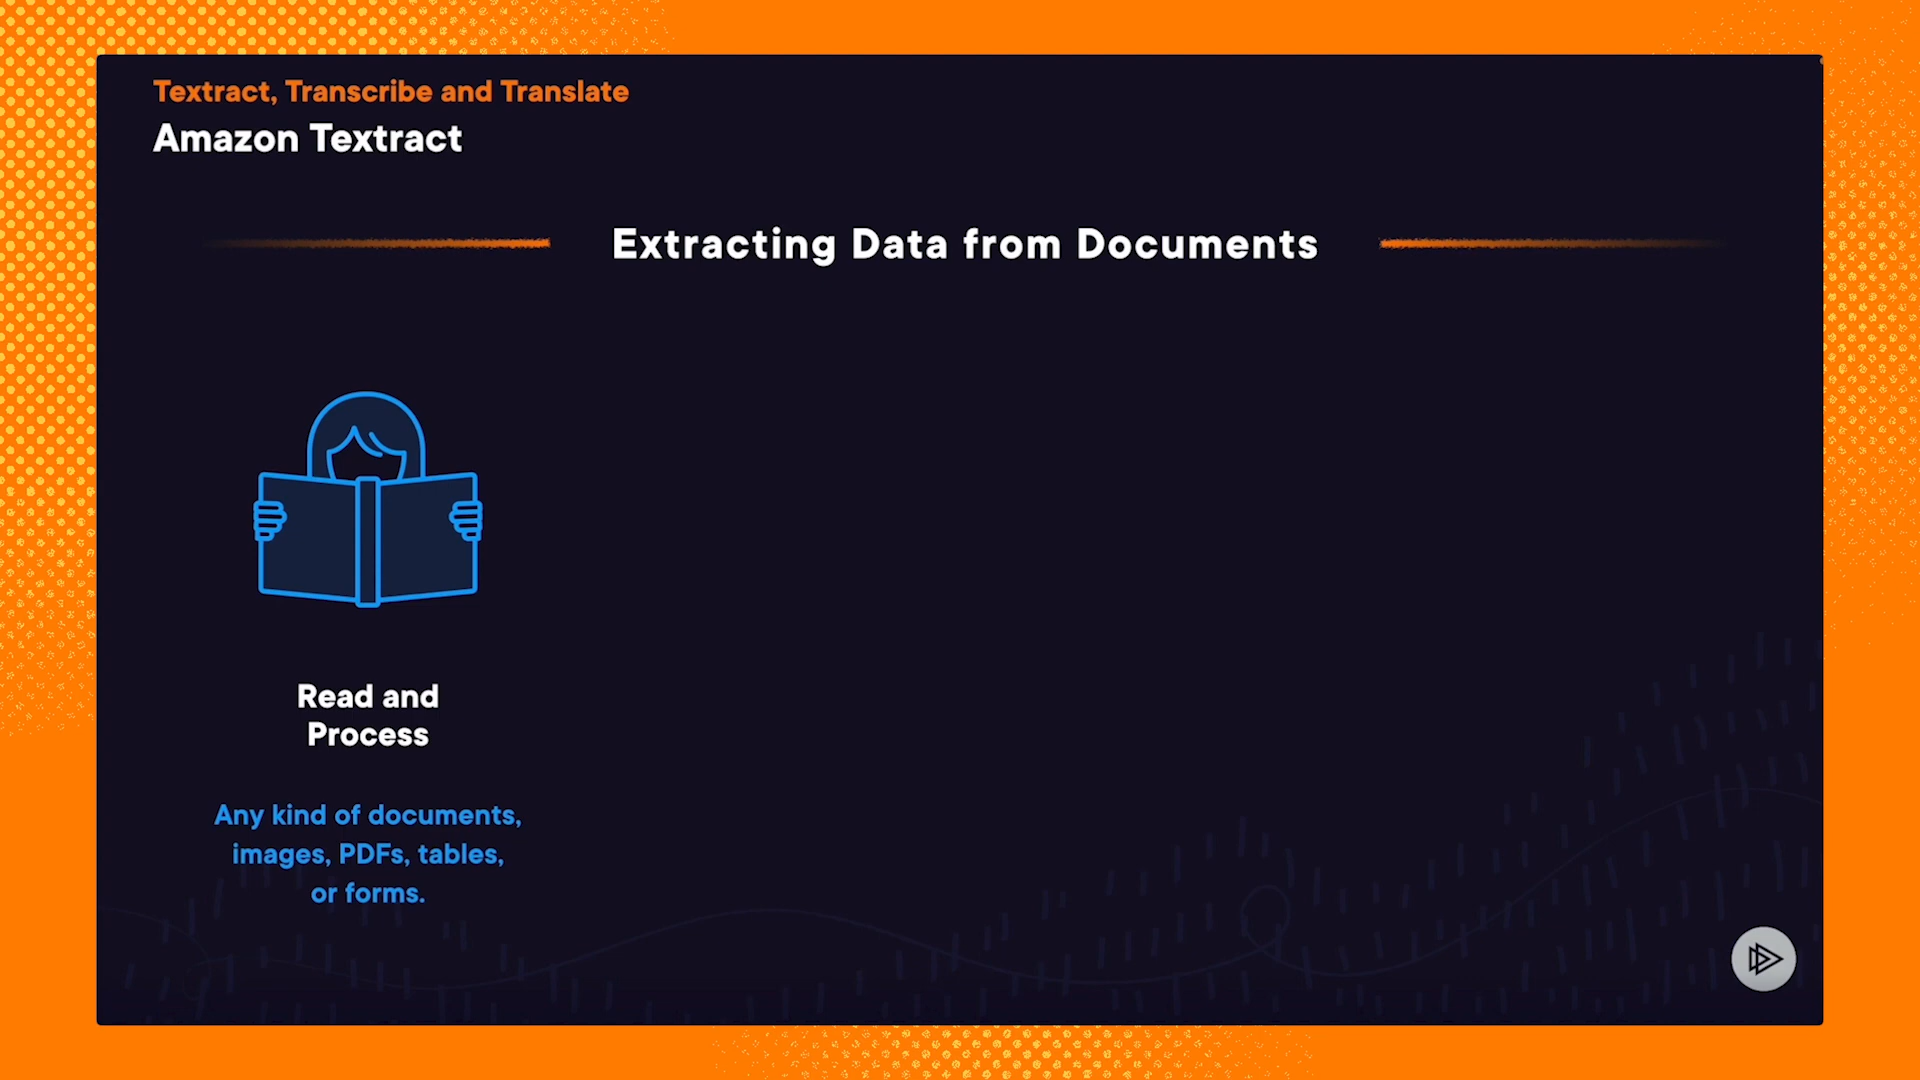 Textract, Transcribe and Translate
Amazon Textract
Extracting Data from Documents
Read and
Process
Any kind of documents,
images, PDFs, tables,
or forms.